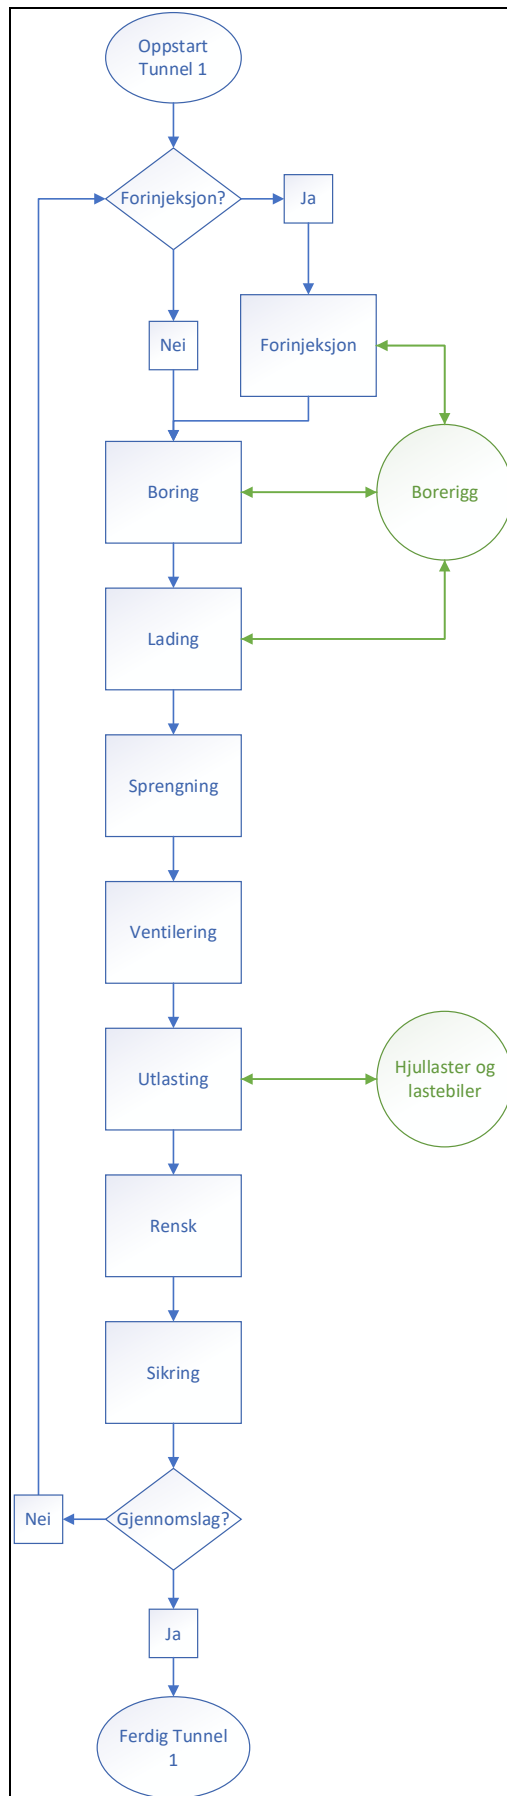 Oppstart
Tunnel 1
Forinjeksjon?
Ja
Nei
Forinjeksjon
Boring
Borerigg
Lading
Sprengning
Ventilering
Utlasting
Hjullaster og
lastebiler
Rensk
Sikring
Nei
Gjennomslag?
Ja
Ferdig Tunnel
1